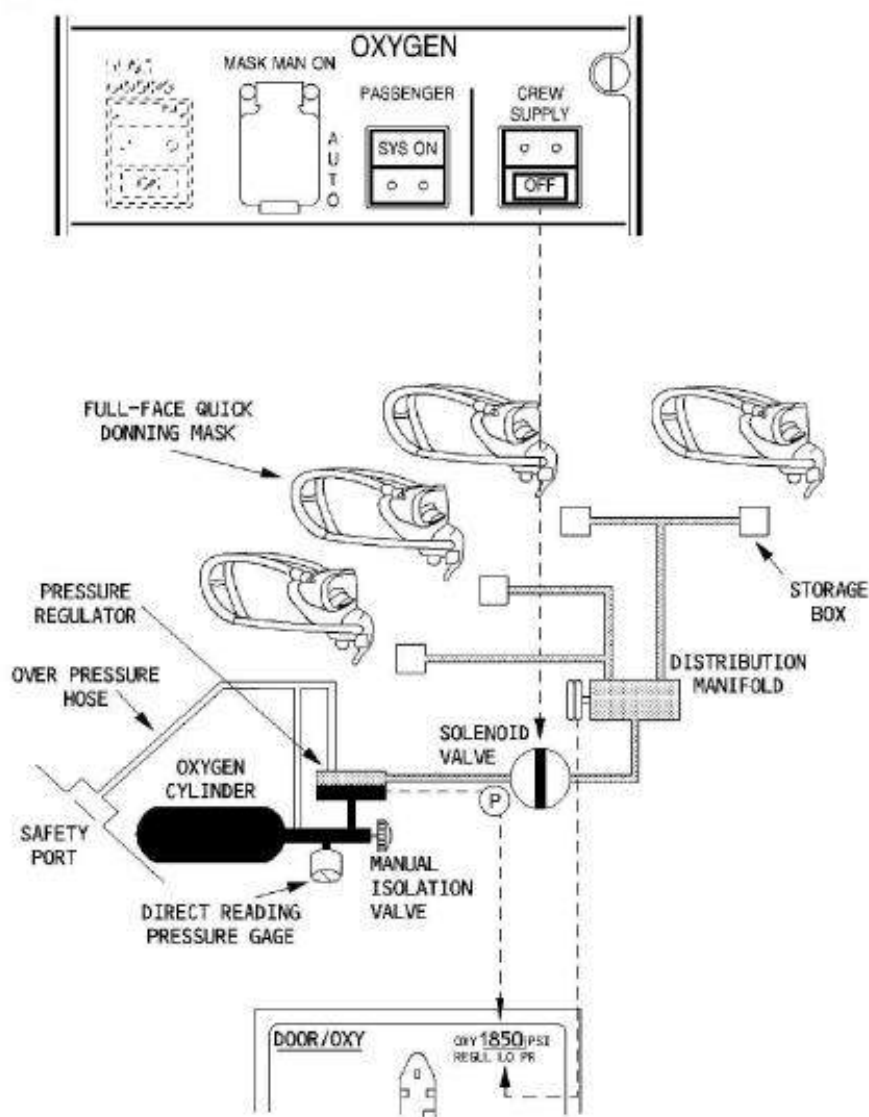 OXYGEN
MASK MAN ON
PASSENGER
CREW
SUPPLY
AUTO
SYS ON
OFF
FULL-FACE QUICK
DONNING MASK
STORAGE
BOX
PRESSURE
REGULATOR
DISTRIBUTION
MANIFOLD
OVER PRESSURE
HOSE
SOLENOID
VALVE
OXYGEN
CYLINDER
P
SAFETY
PORT
MANUAL
ISOLATION
VALVE
DIRECT READING
PRESSURE GAGE
DOOR/OXY
OXY 1850 PSI
REGUL LO PR